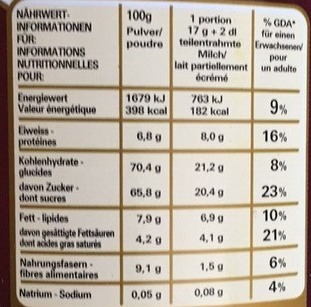 NÄHRWERT-
INFORMATIONEN
FÜR:
INFORMATIONS
NUTRITIONNELLES
POUR:
100g
Pulver/
poudre
1 portion
17 g + 2 dl
teilentrahmte
Milch/
lait partiellement
écrémé
% GDA*
für einen
Erwachsenen/
pour
un adulte
Energiewert
Valeur énergétique
1679 kJ
398 kcal
763 kJ
182 kcal
9%
Eiweiss -
protéines
6,8 g
8,0 g
16%
Kohlenhydrate -
glucides
70,4 g
21,2 g
8%
davon Zucker -
dont sucres
65,8 g
20,4 g
23%
Fett - lipides
7,9 g
6,9 g
10%
davon gesättigte Fettsäuren
dont acides gras saturés
4,2 g
4,1 g
21%
Nahrungsfasern -
fibres alimentaires
9,1 g
1,5 g
6%
Natrium - Sodium
0,05 g
0,08 g
4%